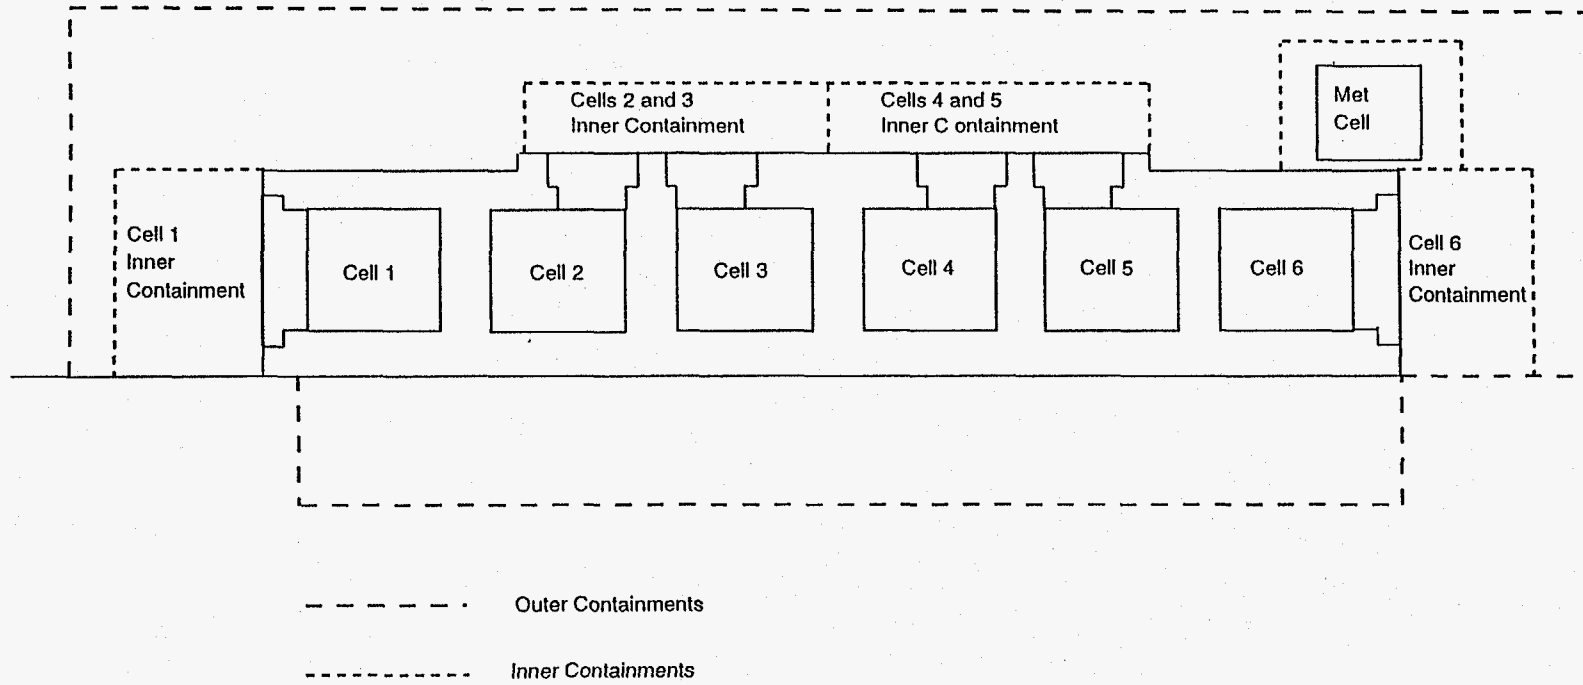 Cells 2 and 3
Inner Containment
Cells 4 and 5
Inner C ontainment
Met
Cell
Cell 1
Inner
Containment
Cell 1
Cell 2
Cell 3
Cell 4
Cell 5
Cell 6
Cell 6
Inner
Containment
Outer Containments
Inner Containments